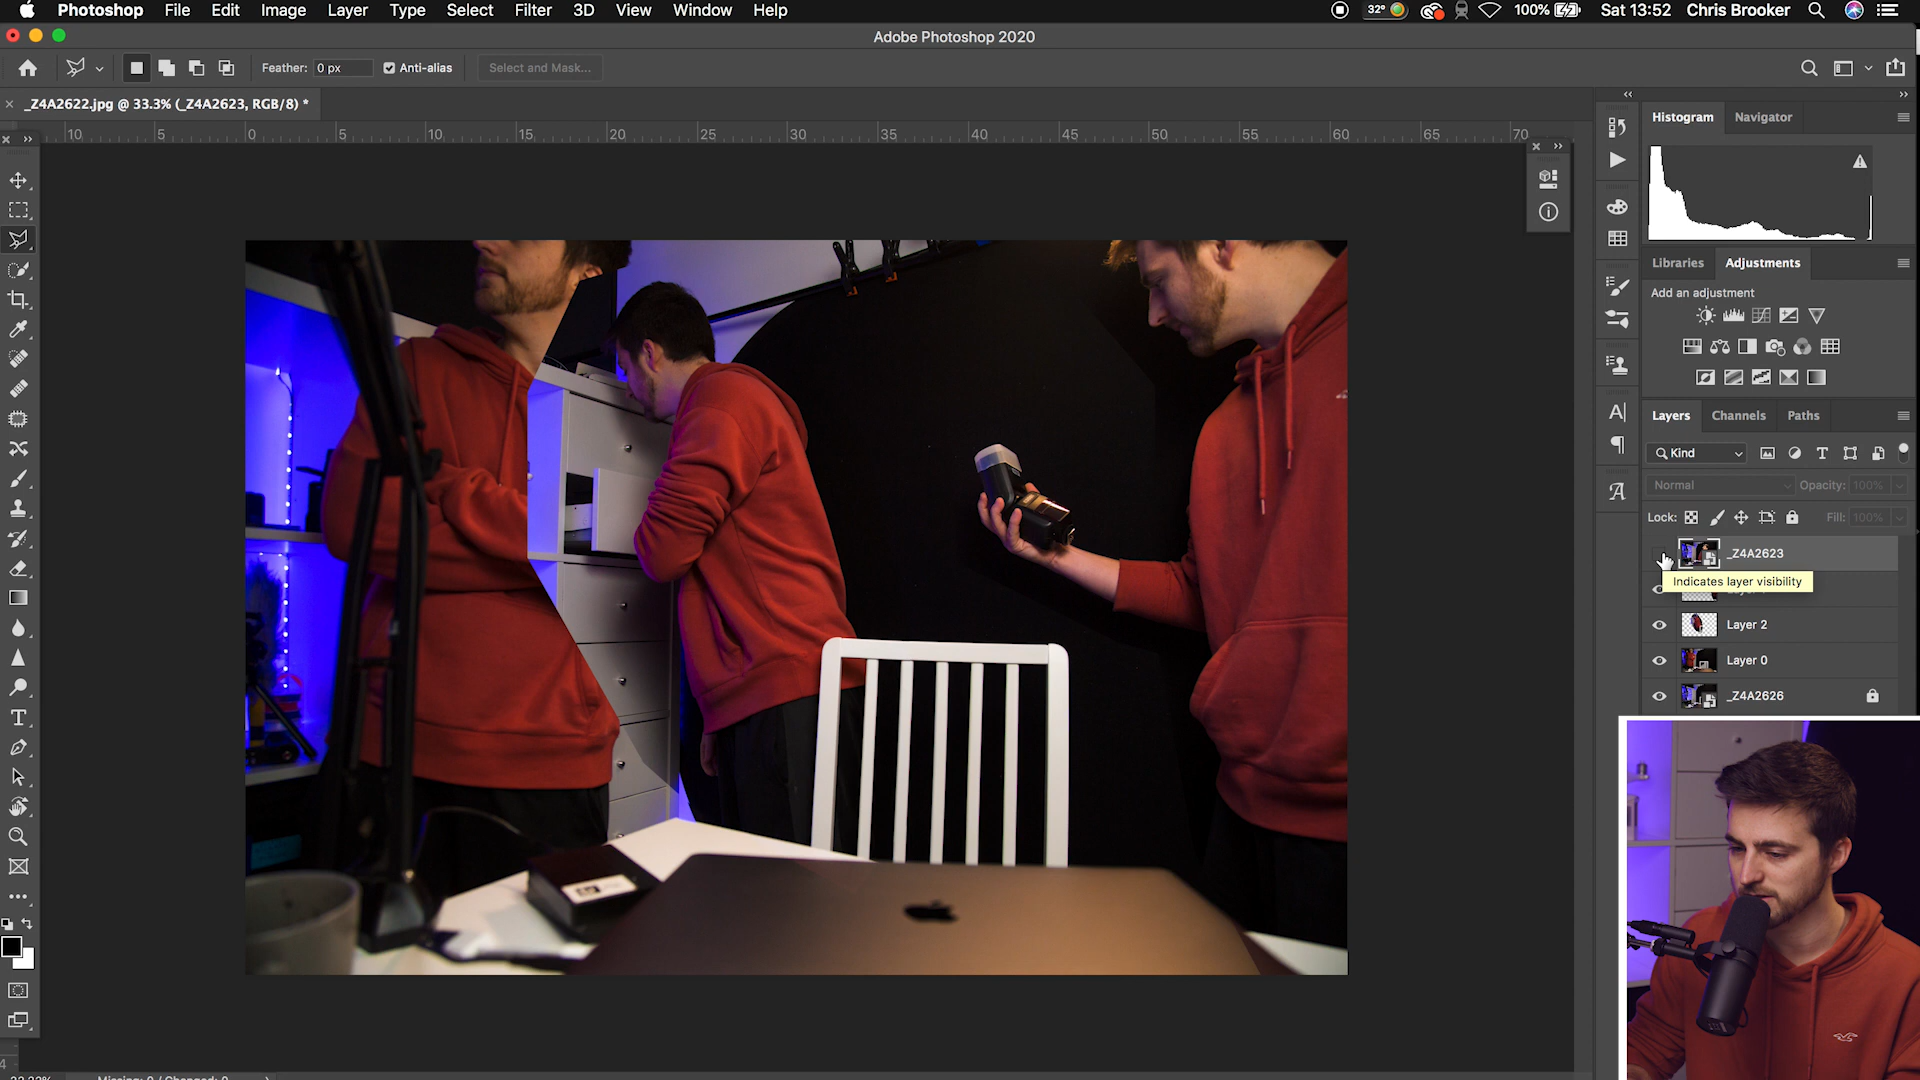 Photoshop File Edit Image Layer Type Select Filter 3D View Window Help 32° 100% Sat 13:52 Chris Brooker
Adobe Photoshop 2020
Feather: 0 px Anti-alias Select and Mask...
_Z4A2622.jpg @ 33.3% (_Z4A2623, RGB/8) *
10 5 0 5 10 15 20 25 30 35 40 45 50 55 60 65 70
Histogram Navigator
Libraries Adjustments
Add an adjustment
Layers Channels Paths
Kind
Normal Opacity: 100%
Lock: Fill: 100%
_Z4A2623
Indicates layer visibility
Layer 2
Layer 0
_Z4A2626
4